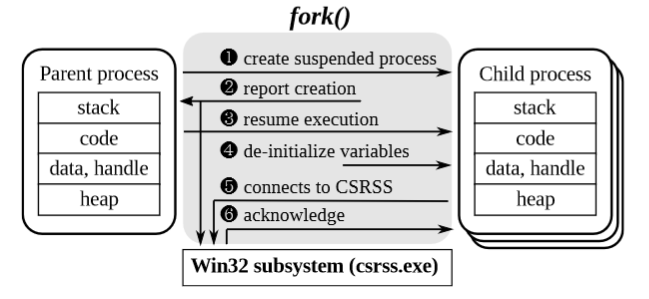 fork()
Parent process
stack
code
data, handle
heap
❶ create suspended process
❷ report creation
❸ resume execution
❹ de-initialize variables
❺ connects to CSRSS
❻ acknowledge
Child process
stack
code
data, handle
heap
Win32 subsystem (csrss.exe)